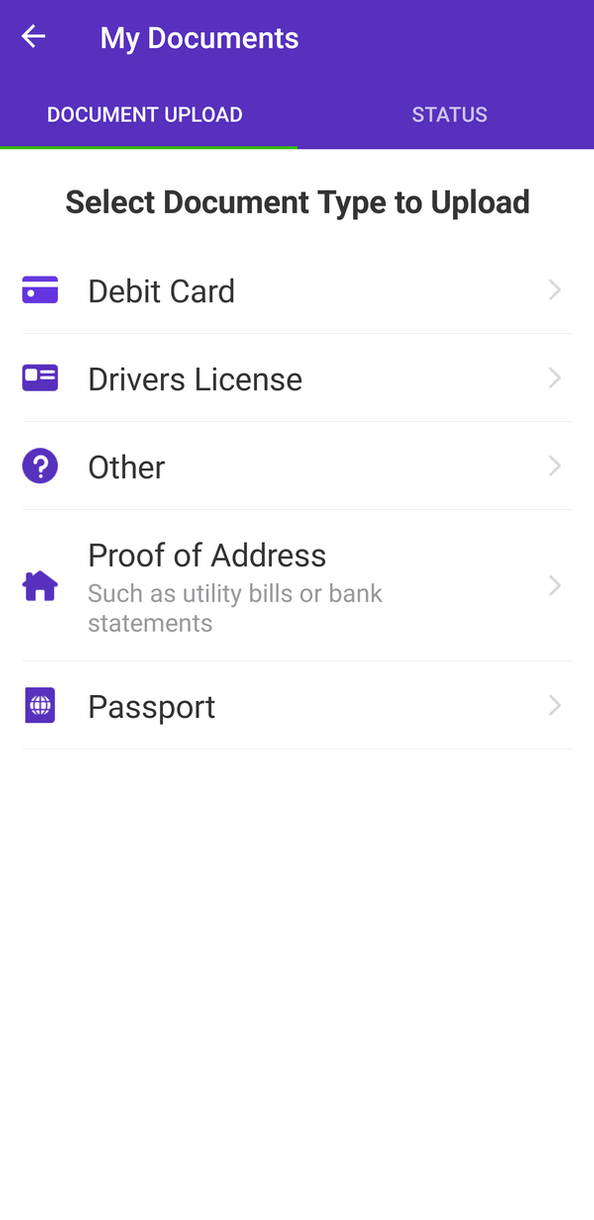 My Documents
DOCUMENT UPLOAD
STATUS
Select Document Type to Upload
Debit Card
Drivers License
Other
Proof of Address
Such as utility bills or bank
statements
Passport